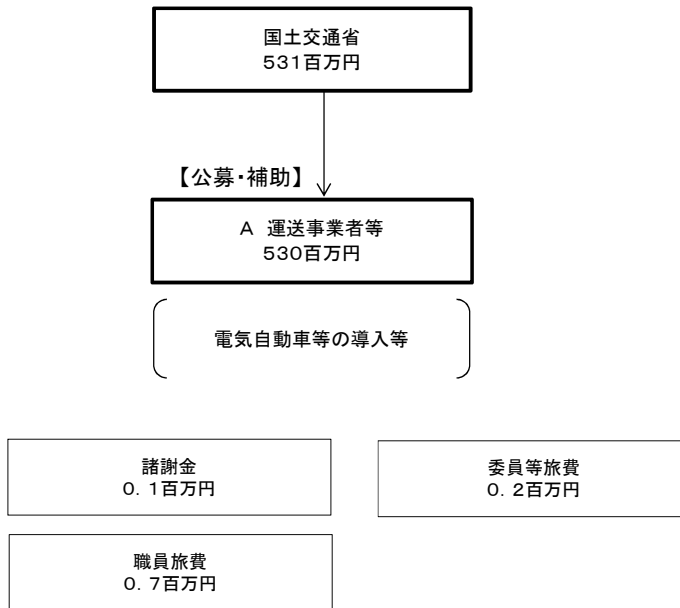 国土交通省
531百万円
【公募・補助】
A 運送事業者等
530百万円
電気自動車等の導入等
諸謝金
0．1百万円
委員等旅費
0．2百万円
職員旅費
0．7百万円